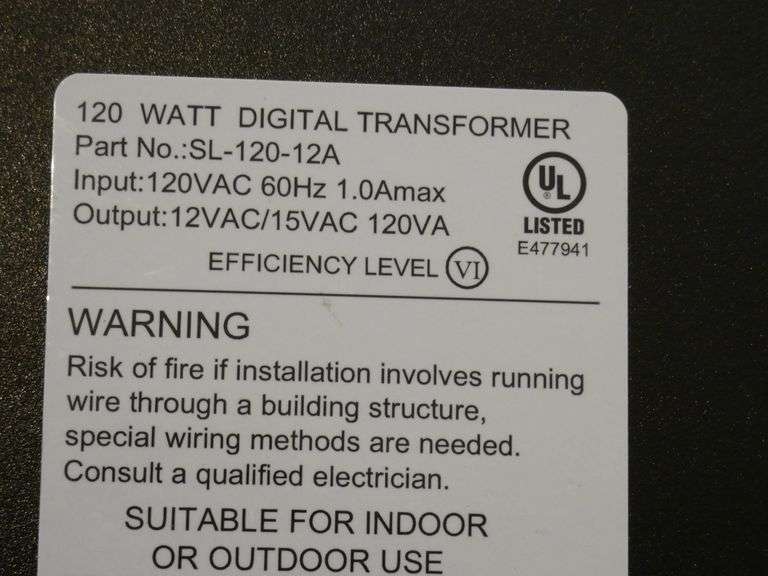 120 WATT DIGITAL TRANSFORMER
Part No.:SL-120-12A
Input:120VAC 60Hz 1.0Amax
Output:12VAC/15VAC 120VA
UL
®
LISTED
E477941
EFFICIENCY LEVEL VI
WARNING
Risk of fire if installation involves running
wire through a building structure,
special wiring methods are needed.
Consult a qualified electrician.
SUITABLE FOR INDOOR
OR OUTDOOR USE